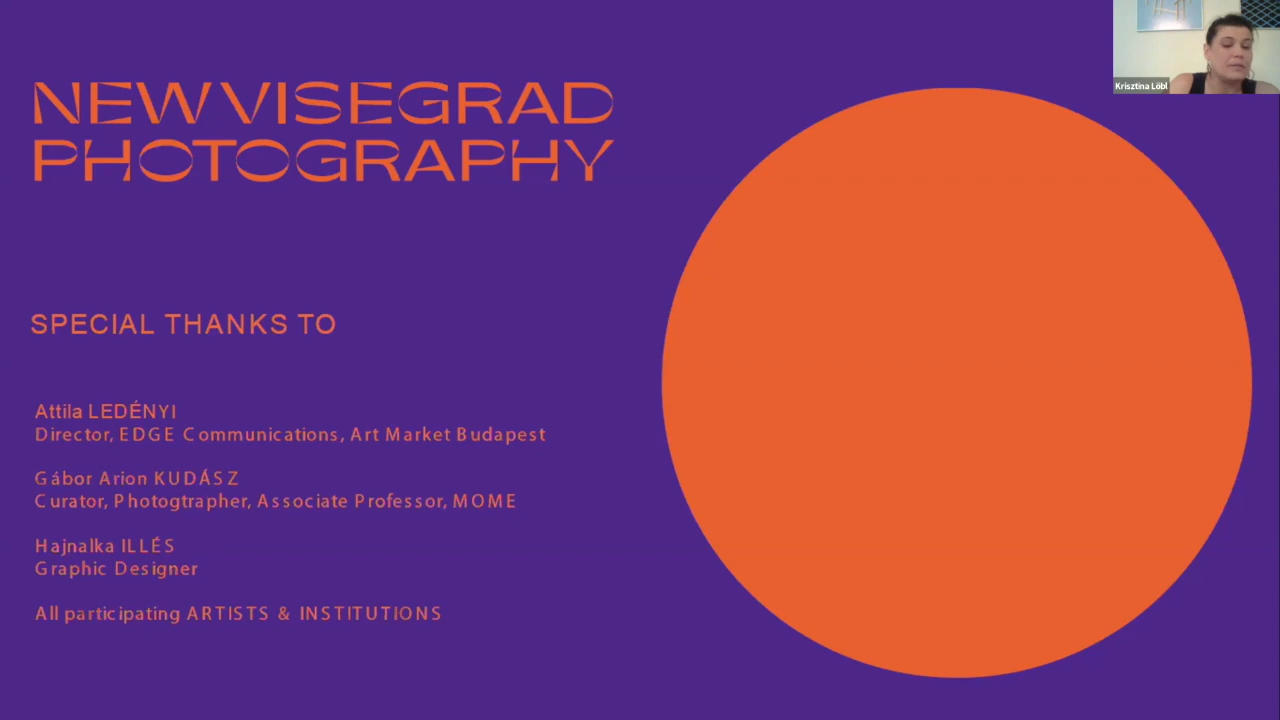 NEW VISEGRAD
PHOTOGRAPHY
SPECIAL THANKS TO
Attila LEDÉNYI
Director, EDGE Communications, Art Market Budapest
Gábor Arion KUDÁSZ
Curator, Photogtrapher, Associate Professor, MOME
Hajnalka ILLÉS
Graphic Designer
All participating ARTISTS & INSTITUTIONS
Krisztina Löbl